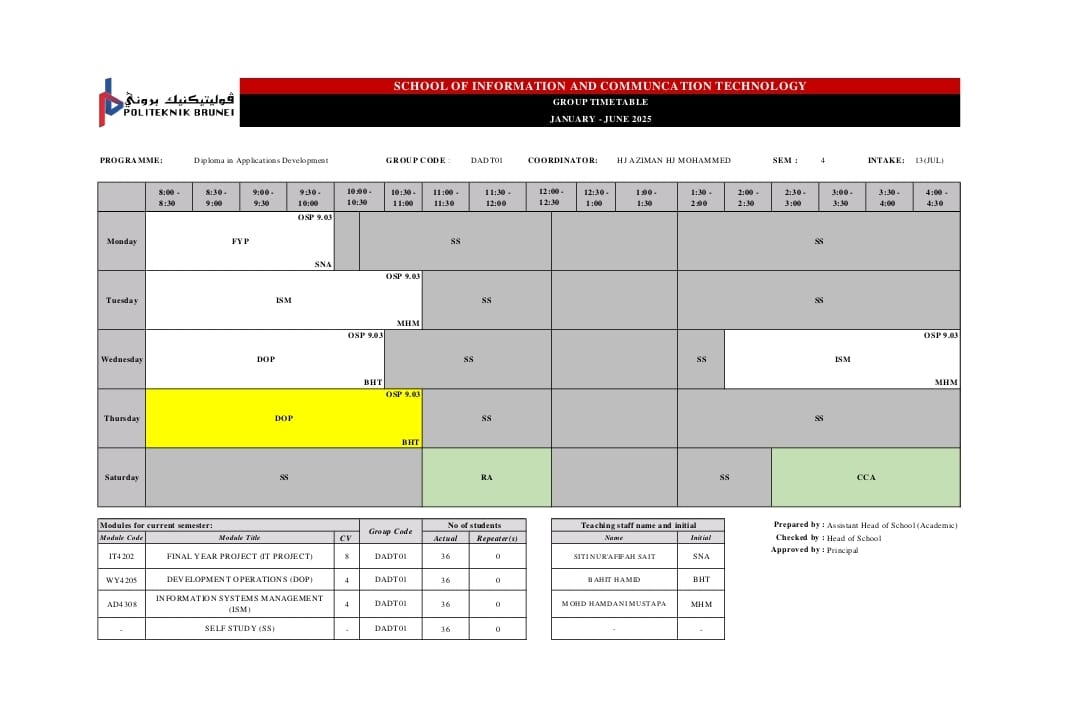 SCHOOL OF INFORMATION AND COMMUNCATION TECHNOLOGY
ڤوليتيكنيك بروني
POLITEKNIK BRUNEI
GROUP TIMETABLE
JANUARY - JUNE 2025
PROGRAMME: Diploma in Applications Development GROUP CODE : DADT01 COORDINATOR: HJ AZIMAN HJ MOHAMMED SEM : 4 INTAKE: 13(JUL)
8:00 - 8:30 - 9:00 - 9:30 - 10:00 - 10:30 - 11:00 - 11:30 - 12:00 - 12:30 - 1:00 - 1:30 - 2:00 - 2:30 - 3:00 - 3:30 - 4:00 -
8:30 9:00 9:30 10:00 10:30 11:00 11:30 12:00 12:30 1:00 1:30 2:00 2:30 3:00 3:30 4:00 4:30
OSP 9.03
Monday FYP SS SS
SNA
OSP 9.03
Tuesday ISM SS SS
MHM
OSP 9.03 OSP 9.03
Wednesday DOP SS SS ISM
BHT MHM
OSP 9.03
Thursday DOP SS SS
BHT
Saturday SS RA SS CCA
Modules for current semester: Group Code No of students
Module Code Module Title CV Actual Repeater(s)
IT4202 FINAL YEAR PROJECT (IT PROJECT) 8 DADT01 36 0
WY4205 DEVELOPMENT OPERATIONS (DOP) 4 DADT01 36 0
AD4308 INFORMATION SYSTEMS MANAGEMENT (ISM) 4 DADT01 36 0
- SELF STUDY (SS) - DADT01 36 0
Teaching staff name and initial
Name Initial
SITI NUR'AFIFAH SAIT SNA
BAHIT HAMID BHT
MOHD HAMDANI MUSTAPA MHM
- -
Prepared by : Assistant Head of School (Academic)
Checked by : Head of School
Approved by : Principal